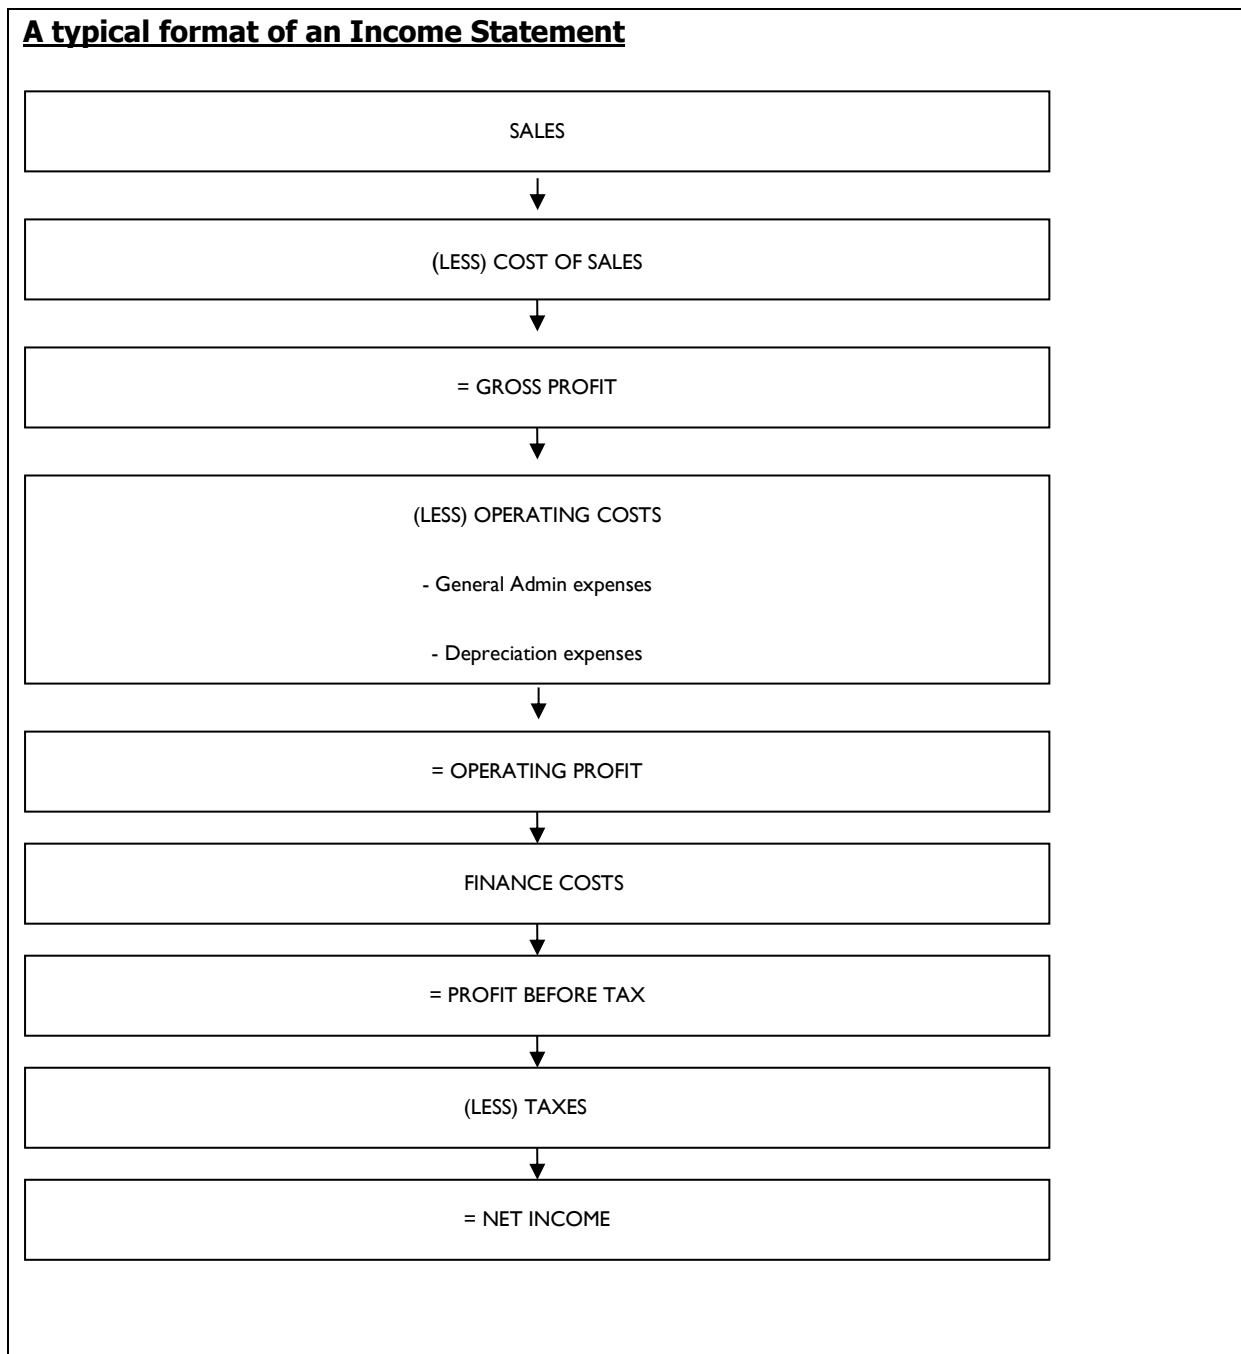 A typical format of an Income Statement
SALES
(LESS) COST OF SALES
= GROSS PROFIT
(LESS) OPERATING COSTS
- General Admin expenses
- Depreciation expenses
= OPERATING PROFIT
FINANCE COSTS
= PROFIT BEFORE TAX
(LESS) TAXES
= NET INCOME